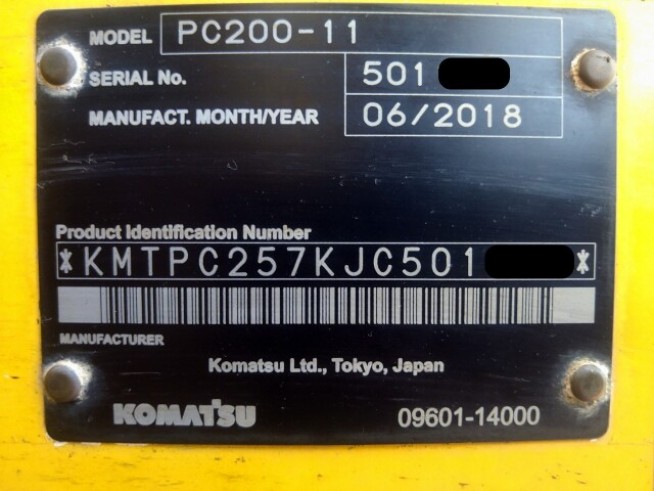 MODEL PC200-11
SERIAL No. 501
MANUFACT. MONTH/YEAR 06/2018
Product Identification Number
*KMTPC257KJC501 *
MANUFACTURER
Komatsu Ltd., Tokyo, Japan
KOMATSU 09601-14000